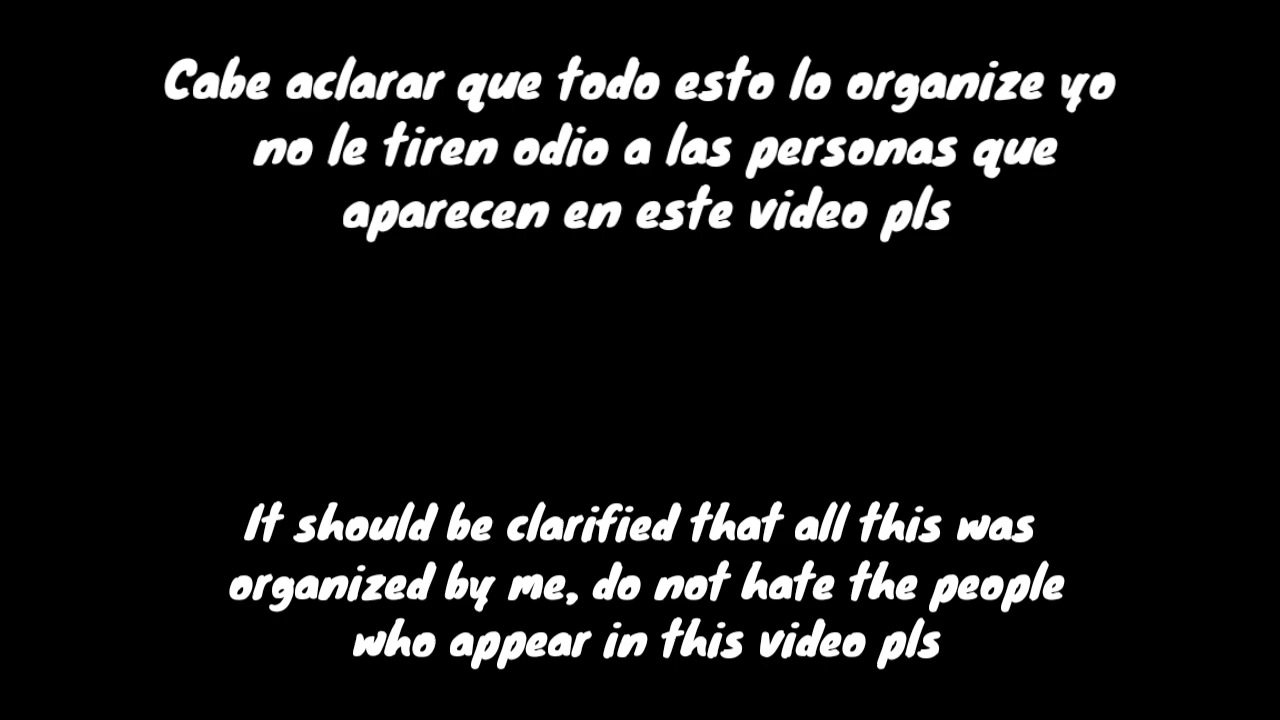 Cabe aclarar que todo esto lo organize yo
no le tiren odio a las personas que
aparecen en este video pls
It should be clarified that all this was
organized by me, do not hate the people
who appear in this video pls